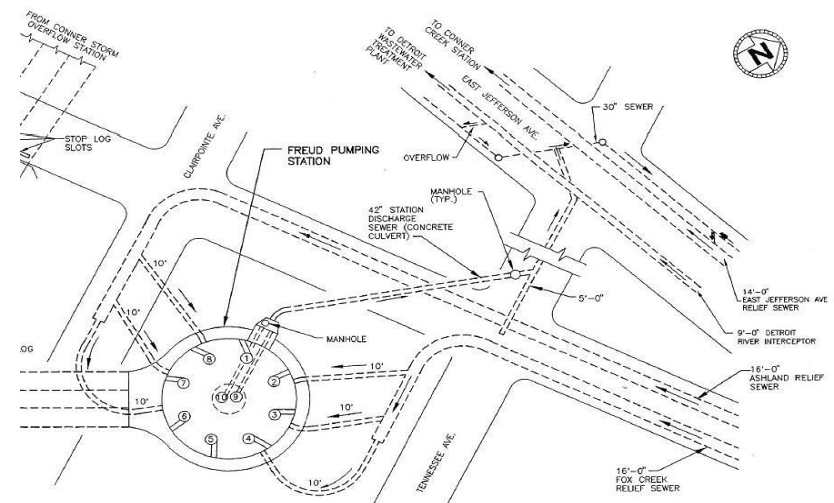 FROM CONNER STORM
OVERFLOW STATION
STOP LOG
SLOTS
CLAIRPOINTE AVE.
FREUD PUMPING
STATION
TO DETROIT
WASTEWATER
TREATMENT
PLANT
TO CONNER
CREEK STATION
EAST JEFFERSON AVE.
N
30" SEWER
OVERFLOW
MANHOLE
(TYP.)
42" STATION
DISCHARGE
SEWER (CONCRETE
CULVERT)
5'-0"
14'-0"
EAST JEFFERSON AVE
RELIEF SEWER
9'-0" DETROIT
RIVER INTERCEPTOR
16'-0"
ASHLAND RELIEF
SEWER
16'-0"
FOX CREEK
RELIEF SEWER
TENNESSEE AVE.
MANHOLE
10'
10'
10'
10'
10'
10'
LOG
1
2
3
4
5
6
7
8
10
9